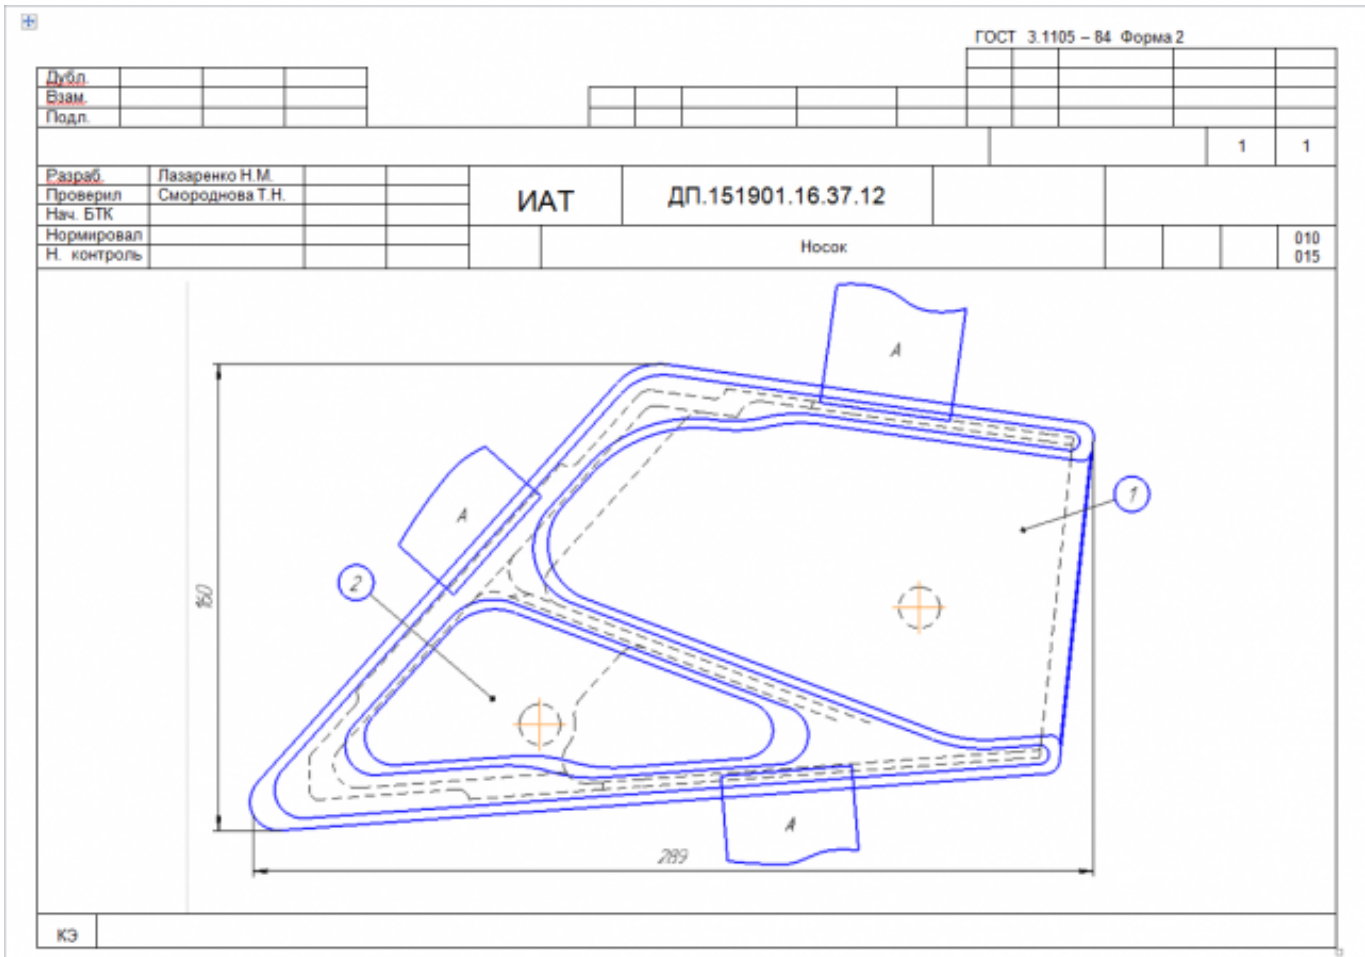 ГОСТ 3.1105 – 84 Форма 2
Дубл.
Взам.
Подл.
1 1
Разраб. Лазаренко Н.М.
Проверил Смороднова Т.Н.
Нач. БТК
ИАТ ДП.151901.16.37.12
Нормировал
Н. контроль
Носок
010
015
А
А
1
2
160
А
289
КЭ